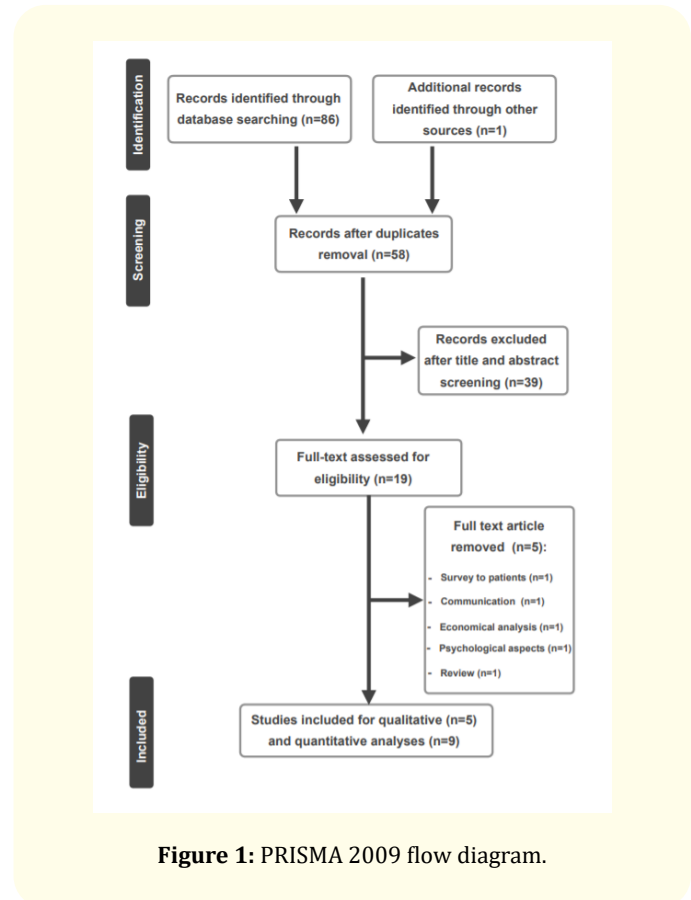 Identification
Records identified through
database searching (n=86)
Additional records
identified through other
sources (n=1)
Screening
Records after duplicates
removal (n=58)
Records excluded
after title and abstract
screening (n=39)
Eligibility
Full-text assessed for
eligibility (n=19)
Full text article
removed (n=5):
- Survey to patients (n=1)
- Communication (n=1)
- Economical analysis (n=1)
- Psychological aspects (n=1)
- Review (n=1)
Included
Studies included for qualitative (n=5)
and quantitative analyses (n=9)
Figure 1: PRISMA 2009 flow diagram.